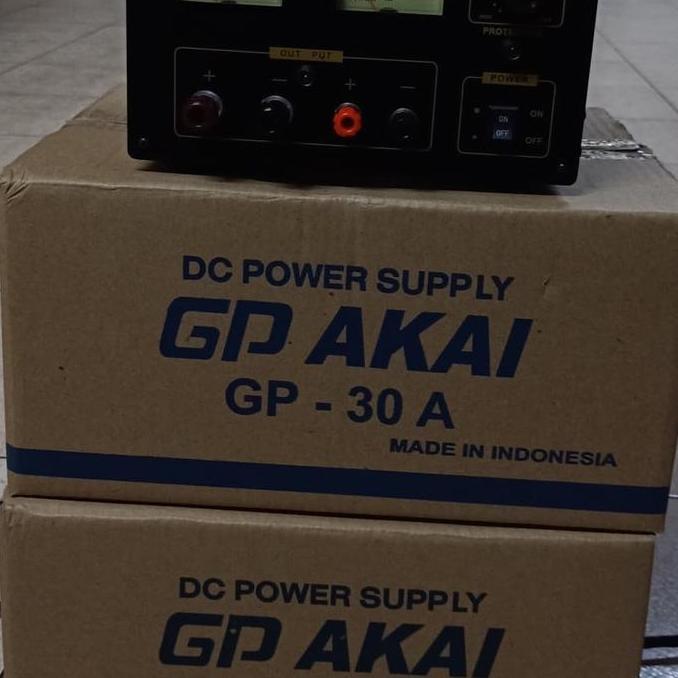 OUT PUT
+ - + -
POWER
ON
ON
OFF
OFF
DC POWER SUPPLY
GP AKAI
GP - 30 A
MADE IN INDONESIA
DC POWER SUPPLY
GP AKAI